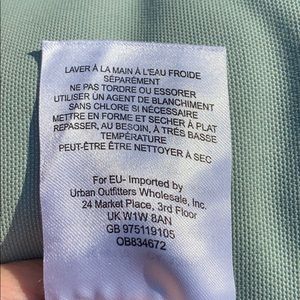 LAVER À LA MAIN À L'EAU FROIDE
SÉPARÉMENT
NE PAS TORDRE OU ESSORER
UTILISER UN AGENT DE BLANCHIMENT
SANS CHLORE SI NÉCESSAIRE
METTRE EN FORME ET SECHER À PLAT
REPASSER, AU BESOIN, À TRÈS BASSE
TEMPÉRATURE
PEUT-ÊTRE ÊTRE NETTOYER À SEC
For EU- Imported by
Urban Outfitters Wholesale, Inc.
24 Market Place, 3rd Floor
UK W1W 8AN
GB 975119105
OB834672